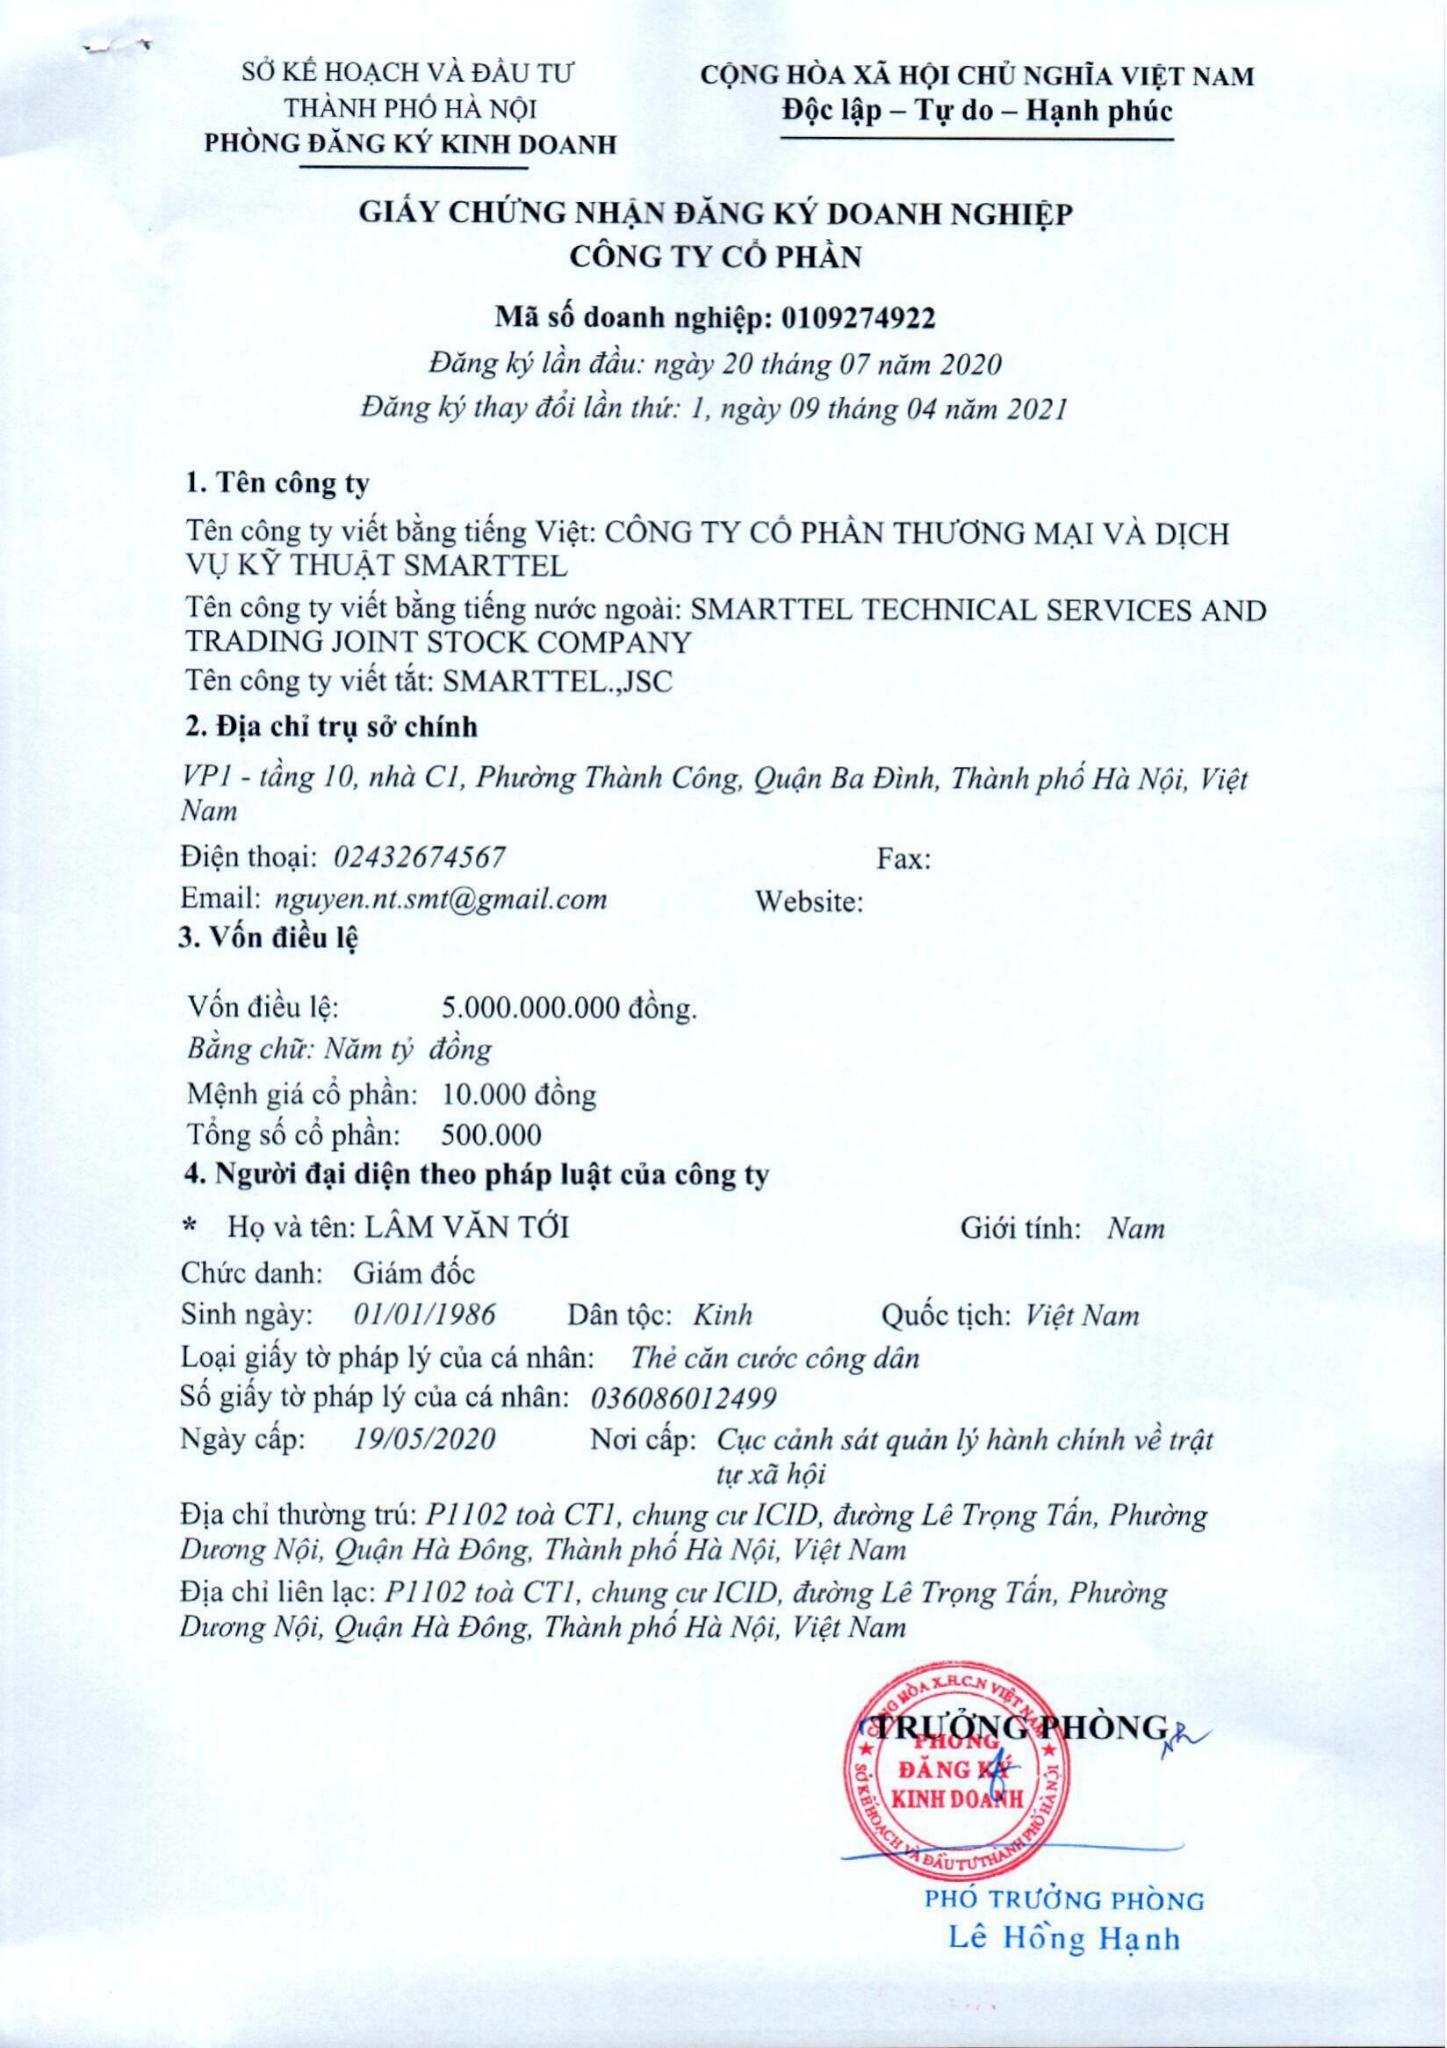 SỞ KẾ HOẠCH VÀ ĐẦU TƯ
THÀNH PHỐ HÀ NỘI
PHÒNG ĐĂNG KÝ KINH DOANH
CỘNG HÒA XÃ HỘI CHỦ NGHĨA VIỆT NAM
Độc lập – Tự do – Hạnh phúc
GIẤY CHỨNG NHẬN ĐĂNG KÝ DOANH NGHIỆP
CÔNG TY CỔ PHẦN
Mã số doanh nghiệp: 0109274922
Đăng ký lần đầu: ngày 20 tháng 07 năm 2020
Đăng ký thay đổi lần thứ: 1, ngày 09 tháng 04 năm 2021
1. Tên công ty
Tên công ty viết bằng tiếng Việt: CÔNG TY CỔ PHẦN THƯƠNG MẠI VÀ DỊCH
VỤ KỸ THUẬT SMARTTEL
Tên công ty viết bằng tiếng nước ngoài: SMARTTEL TECHNICAL SERVICES AND
TRADING JOINT STOCK COMPANY
Tên công ty viết tắt: SMARTTEL.,JSC
2. Địa chỉ trụ sở chính
VP1 - tầng 10, nhà C1, Phường Thành Công, Quận Ba Đình, Thành phố Hà Nội, Việt
Nam
Điện thoại: 02432674567 Fax:
Email: nguyen.nt.smt@gmail.com Website:
3. Vốn điều lệ
Vốn điều lệ: 5.000.000.000 đồng.
Bằng chữ: Năm tỷ đồng
Mệnh giá cổ phần: 10.000 đồng
Tổng số cổ phần: 500.000
4. Người đại diện theo pháp luật của công ty
* Họ và tên: LÂM VĂN TỚI Giới tính: Nam
Chức danh: Giám đốc
Sinh ngày: 01/01/1986 Dân tộc: Kinh Quốc tịch: Việt Nam
Loại giấy tờ pháp lý của cá nhân: Thẻ căn cước công dân
Số giấy tờ pháp lý của cá nhân: 036086012499
Ngày cấp: 19/05/2020 Nơi cấp: Cục cảnh sát quản lý hành chính về trật
tự xã hội
Địa chỉ thường trú: P1102 toà CT1, chung cư ICID, đường Lê Trọng Tấn, Phường
Dương Nội, Quận Hà Đông, Thành phố Hà Nội, Việt Nam
Địa chỉ liên lạc: P1102 toà CT1, chung cư ICID, đường Lê Trọng Tấn, Phường
Dương Nội, Quận Hà Đông, Thành phố Hà Nội, Việt Nam
TRƯỞNG PHÒNG
CỘNG HÒA X.H.C.N VIỆT NAM
PHÒNG
ĐĂNG KÝ
KINH DOANH
SỞ KẾ HOẠCH VÀ ĐẦU TƯ THÀNH PHỐ HÀ NỘI
PHÓ TRƯỞNG PHÒNG
Lê Hồng Hạnh